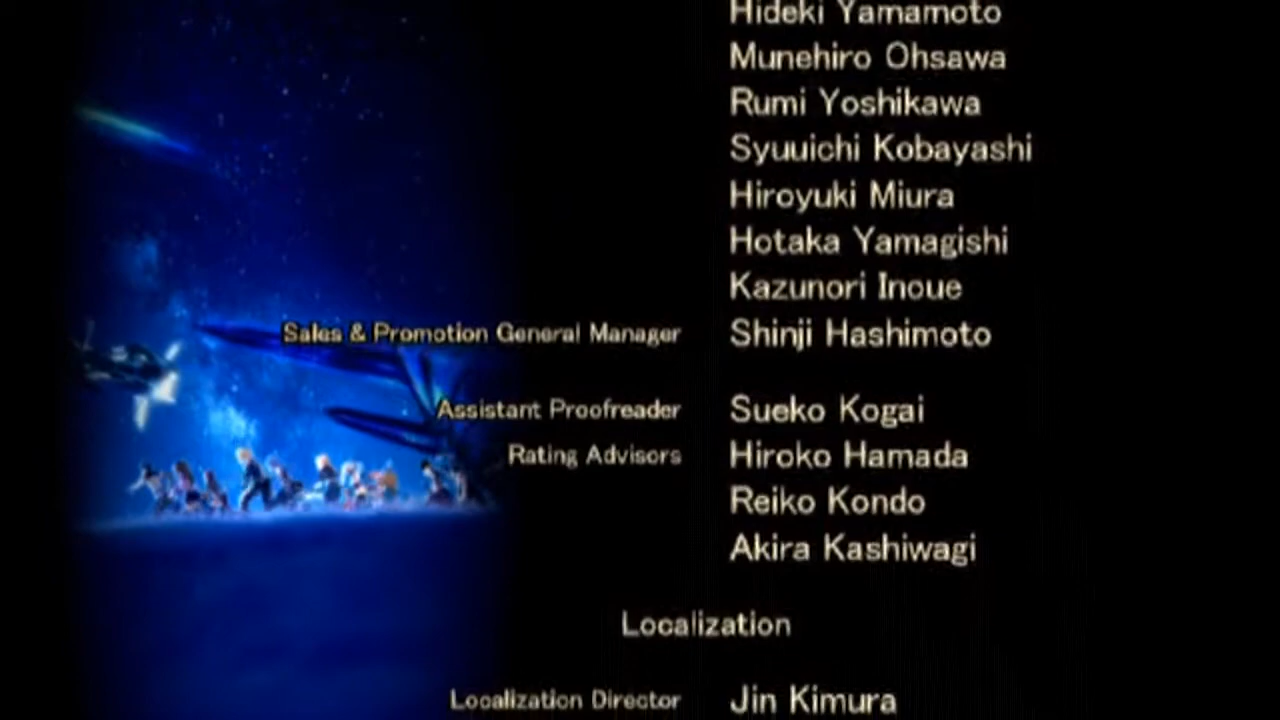 Hideki Yamamoto
Munehiro Ohsawa
Rumi Yoshikawa
Syuuichi Kobayashi
Hiroyuki Miura
Hotaka Yamagishi
Kazunori Inoue
Sales & Promotion General Manager Shinji Hashimoto
Assistant Proofreader Sueko Kogai
Rating Advisors Hiroko Hamada
Reiko Kondo
Akira Kashiwagi
Localization
Localization Director Jin Kimura